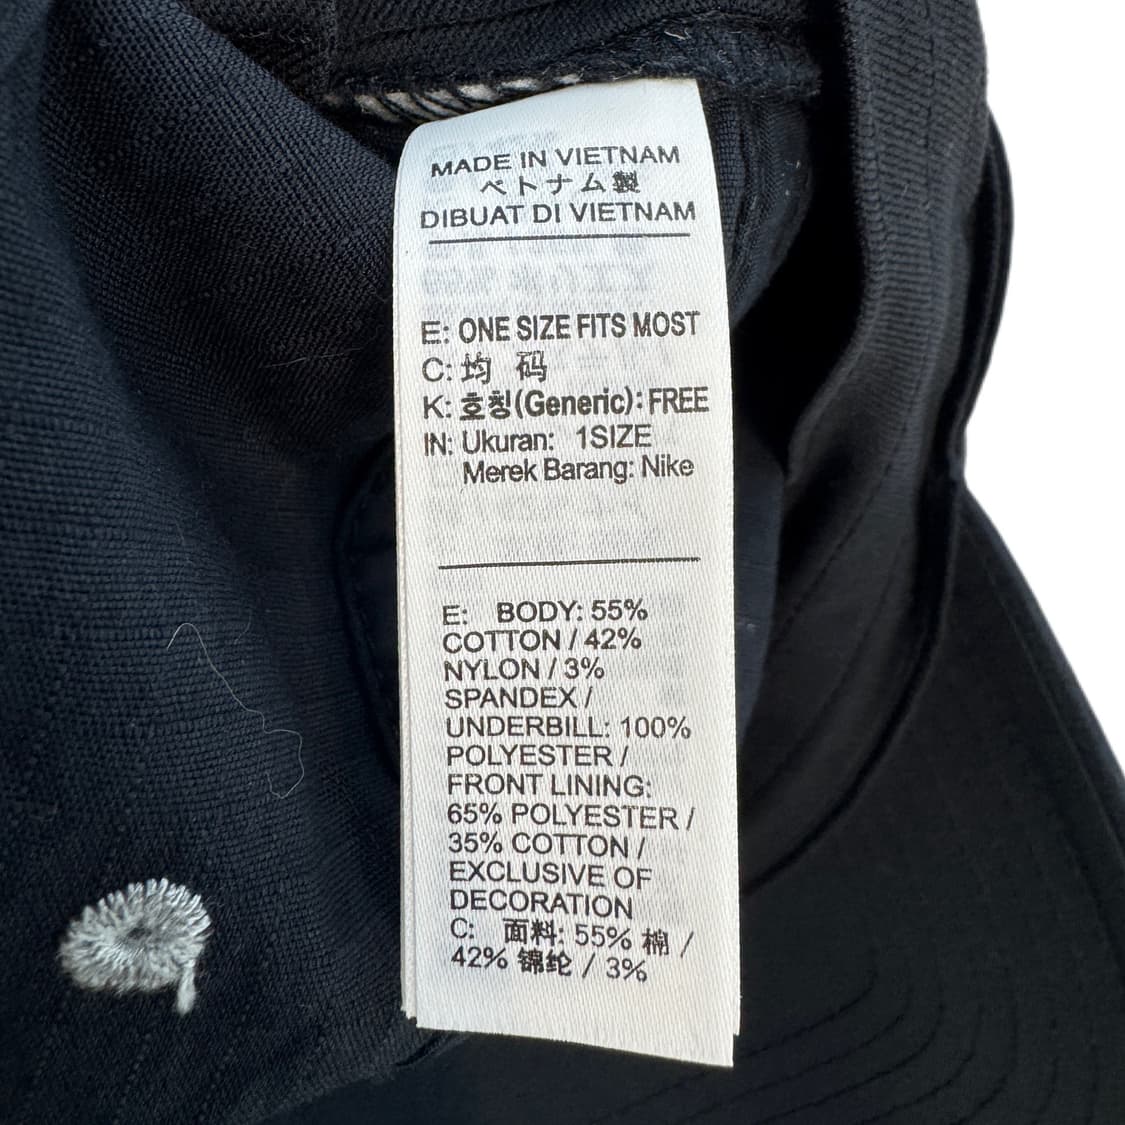 MADE IN VIETNAM
ベトナム製
DIBUAT DI VIETNAM
E: ONE SIZE FITS MOST
C: 均 码
K: 호칭(Generic): FREE
IN: Ukuran: 1SIZE
Merek Barang: Nike
E: BODY: 55%
COTTON / 42%
NYLON / 3%
SPANDEX /
UNDERBILL: 100%
POLYESTER /
FRONT LINING:
65% POLYESTER /
35% COTTON /
EXCLUSIVE OF
DECORATION
C: 面料: 55% 棉 /
42% 锦纶 / 3%